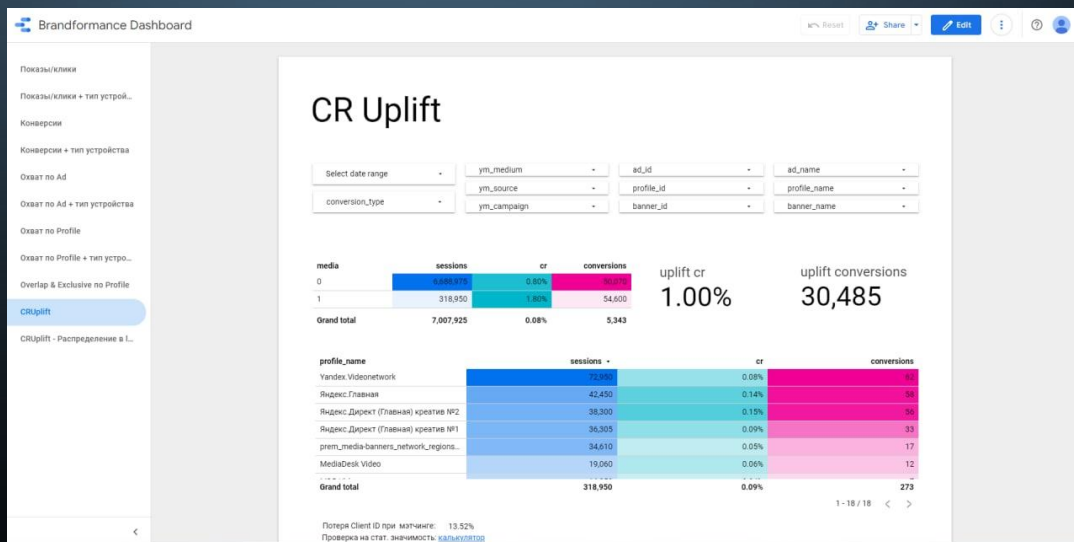 Brandformance Dashboard
Reset
Share
Edit
Показы/клики
Показы/клики + тип устрой...
Конверсии
Конверсии + тип устройства
Охват по Ad
Охват по Ad + тип устройства
Охват по Profile
Охват по Profile + тип устро...
Overlap & Exclusive по Profile
CRUplift
CRUplift - Распределение в I...
CR Uplift
Select date range
conversion_type
ym_medium
ym_source
ym_campaign
ad_id
profile_id
banner_id
ad_name
profile_name
banner_name
media sessions cr conversions
0 6,688,975 0.80%
1 318,950 1.80% 54,600
Grand total 7,007,925 0.08% 5,343
uplift cr
1.00%
uplift conversions
30,485
profile_name sessions cr conversions
Yandex.Videonetwork 72,950 0.08% 62
Яндекс.Главная 42,450 0.14% 58
Яндекс.Директ (Главная) креатив №2 38,300 0.15% 56
Яндекс.Директ (Главная) креатив №1 36,305 0.09% 33
prem_media-banners_network_regions... 34,610 0.05% 17
MediaDesk Video 19,060 0.06% 12
Grand total 318,950 0.09% 273
1 - 18 / 18
Потеря Client ID при мэтчинге: 13.52%
Проверка на стат. значимость: калькулятор